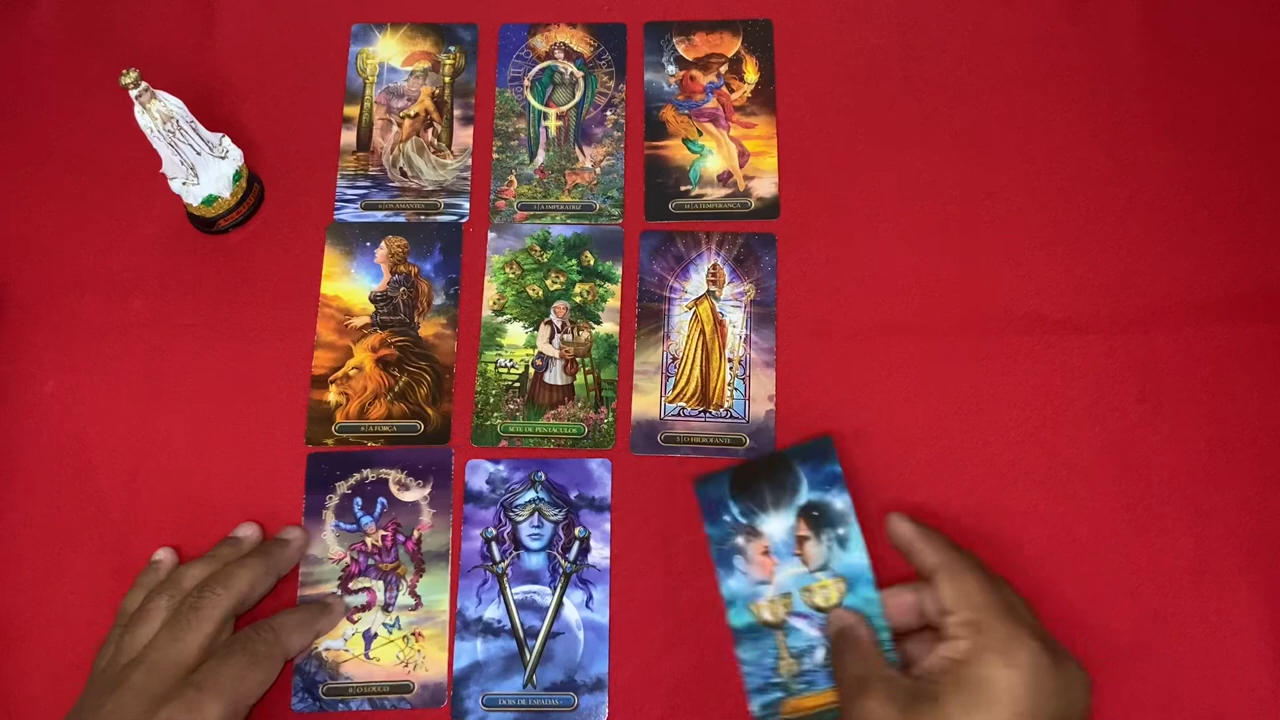 6 | OS AMANTES
3 | A IMPERATRIZ
14 | A TEMPERANÇA
8 | A FORÇA
SETE DE PENTÁCULOS
5 | O HIEROFANTE
0 | O LOUCO
DOIS DE ESPADAS